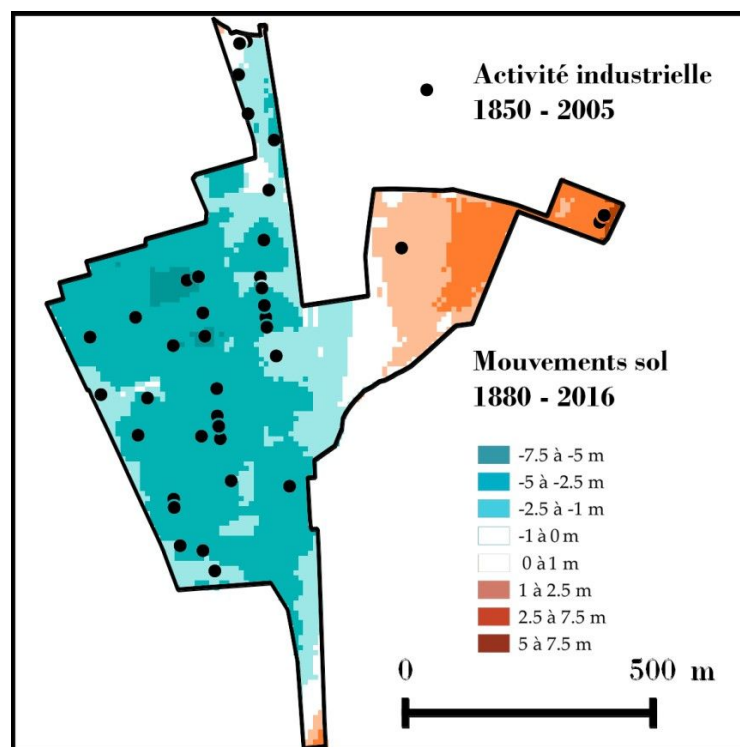 Activité industrielle
1850 - 2005
Mouvements sol
1880 - 2016
-7.5 à -5 m
-5 à -2.5 m
-2.5 à -1 m
-1 à 0 m
0 à 1 m
1 à 2.5 m
2.5 à 7.5 m
5 à 7.5 m
0 500 m